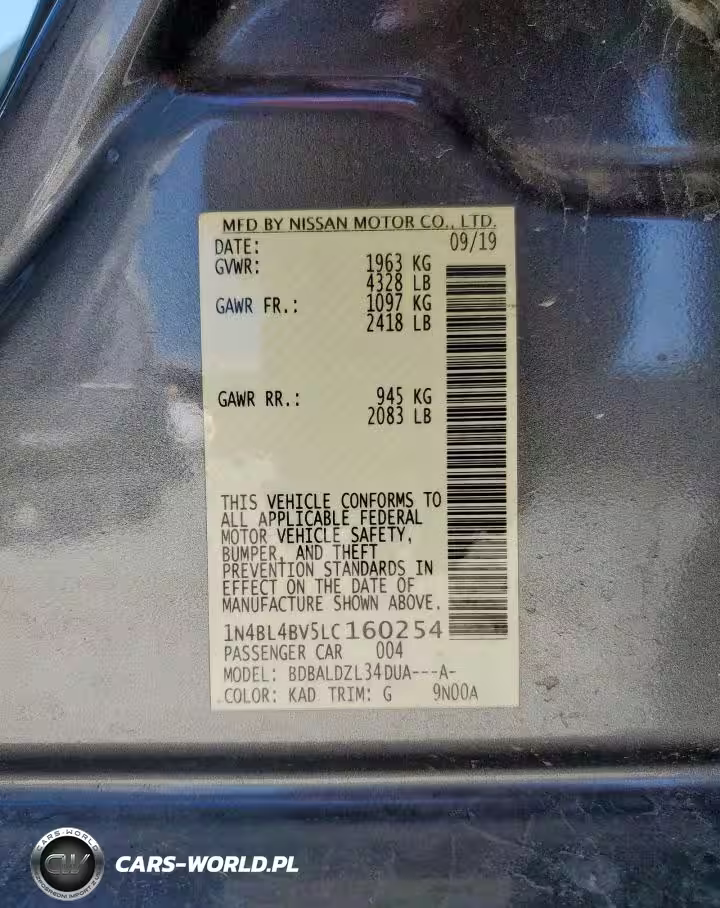 MFD BY NISSAN MOTOR CO., LTD.
DATE: 09/19
GVWR: 1963 KG
4328 LB
GAWR FR.: 1097 KG
2418 LB
GAWR RR.: 945 KG
2083 LB
THIS VEHICLE CONFORMS TO
ALL APPLICABLE FEDERAL
MOTOR VEHICLE SAFETY,
BUMPER, AND THEFT
PREVENTION STANDARDS IN
EFFECT ON THE DATE OF
MANUFACTURE SHOWN ABOVE.
1N4BL4BV5LC160254
PASSENGER CAR 004
MODEL: BDBALDZL34DUA---A-
COLOR: KAD TRIM: G 9N00A
CARS-WORLD
CW
CARS-WORLD.PL